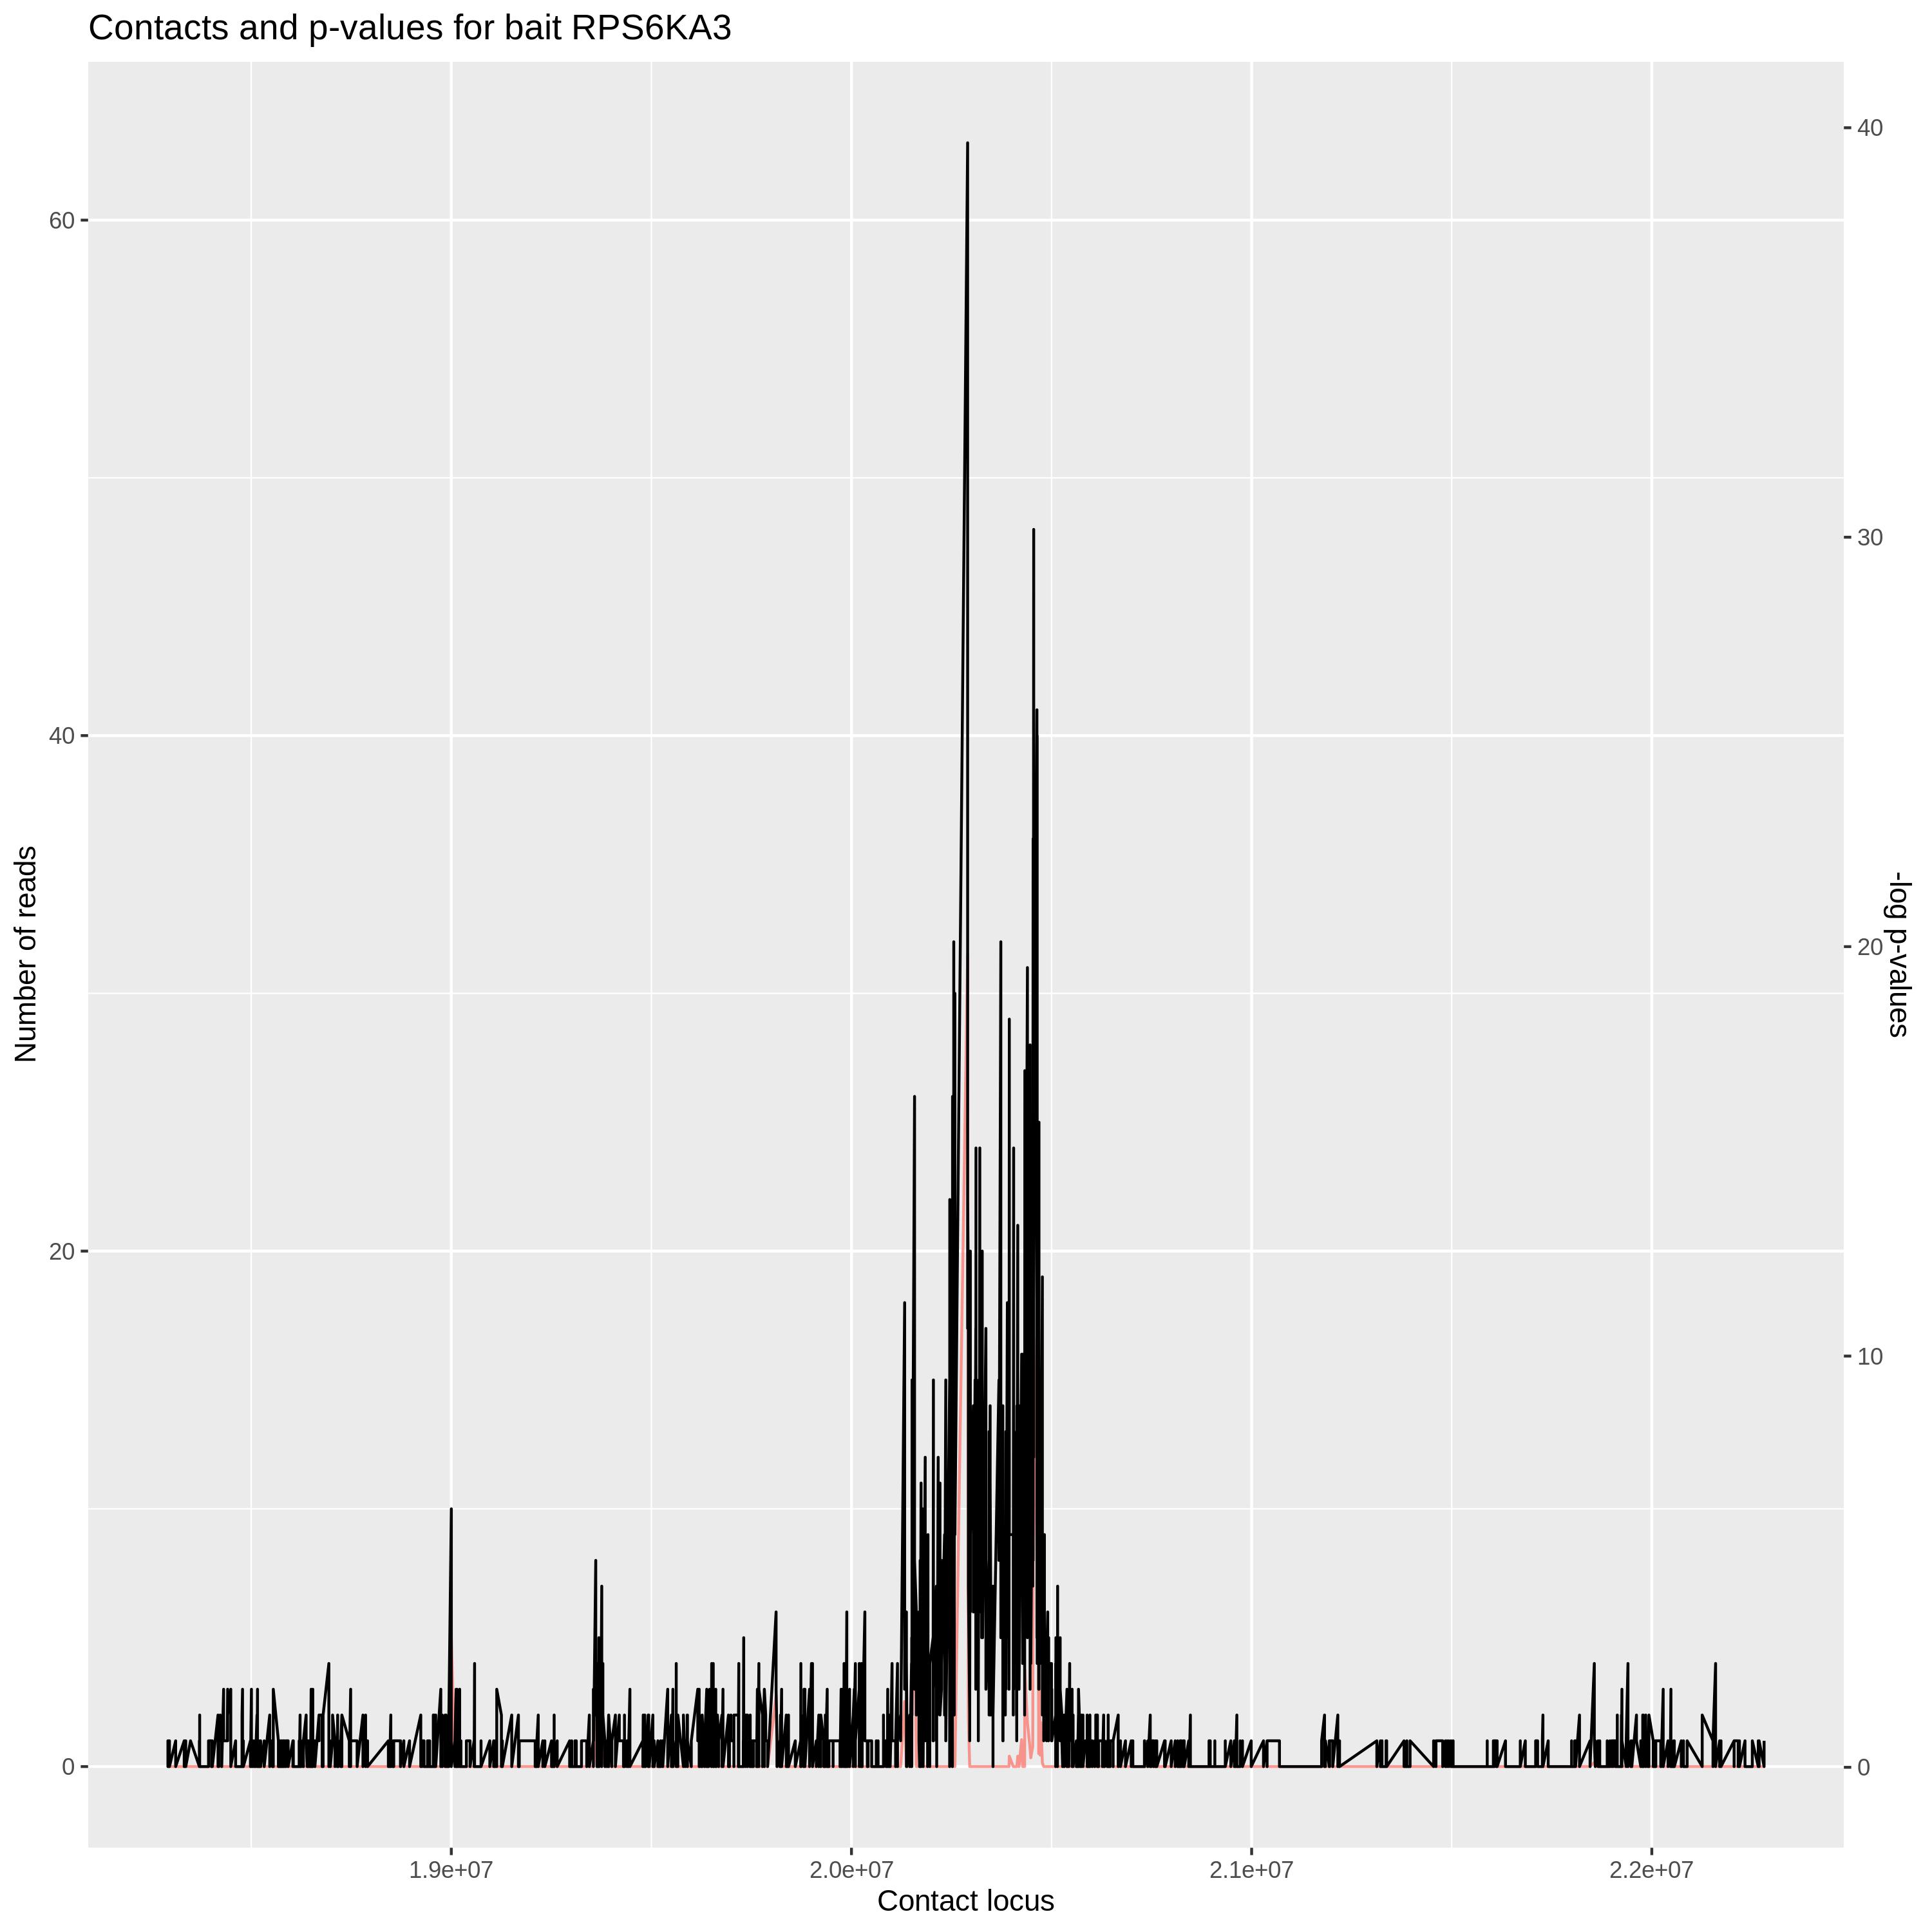 Contacts and p-values for bait RPS6KA3
60
40
20
0
Number of reads
40
30
20
10
0
-log p-values
1.9e+07
2.0e+07
2.1e+07
2.2e+07
Contact locus